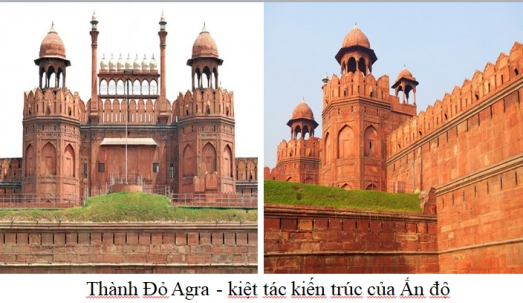 Thành Đỏ Agra - kiệt tác kiến trúc của Ấn độ